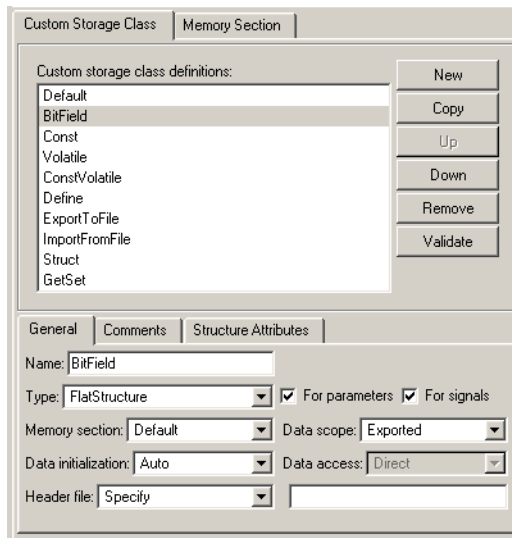 Custom Storage Class Memory Section
Custom storage class definitions:
Default
BitField
Const
Volatile
ConstVolatile
Define
ExportToFile
ImportFromFile
Struct
GetSet
New
Copy
Up
Down
Remove
Validate
General Comments Structure Attributes
Name: BitField
Type: FlatStructure For parameters For signals
Memory section: Default Data scope: Exported
Data initialization: Auto Data access: Direct
Header file: Specify